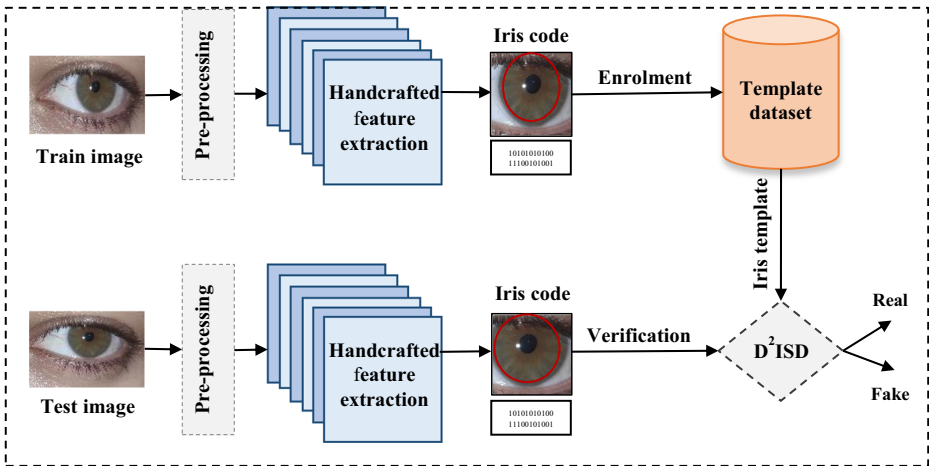 Train image
Pre-processing
Handcrafted
feature
extraction
Iris code
10101010100
11100101001
Enrolment
Template
dataset
Iris template
Test image
Pre-processing
Handcrafted
feature
extraction
Iris code
10101010100
11100101001
Verification
D²ISD
Real
Fake